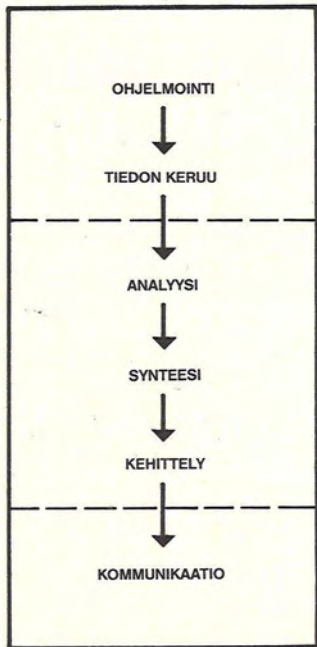 OHJELMOINTI
TIEDON KERUU
ANALYYSI
SYNTEESI
KEHITTELY
KOMMUNIKAATIO